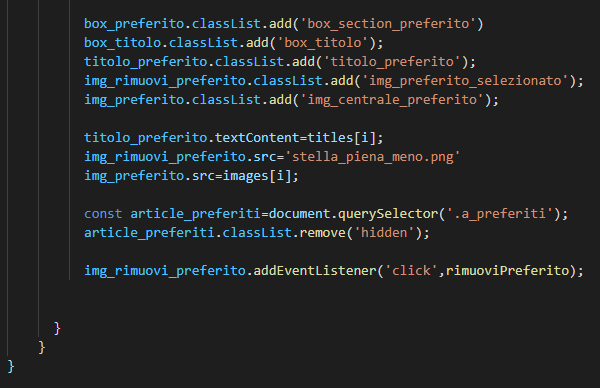 box_preferito.classList.add('box_section_preferito')
box_titolo.classList.add('box_titolo');
titolo_preferito.classList.add('titolo_preferito');
img_rimuovi_preferito.classList.add('img_preferito_selezionato');
img_preferito.classList.add('img_centrale_preferito');
titolo_preferito.textContent=titles[i];
img_rimuovi_preferito.src='stella_piena_meno.png'
img_preferito.src=images[i];
const article_preferiti=document.querySelector('.a_preferiti');
article_preferiti.classList.remove('hidden');
img_rimuovi_preferito.addEventListener('click',rimuoviPreferito);
}
}
}